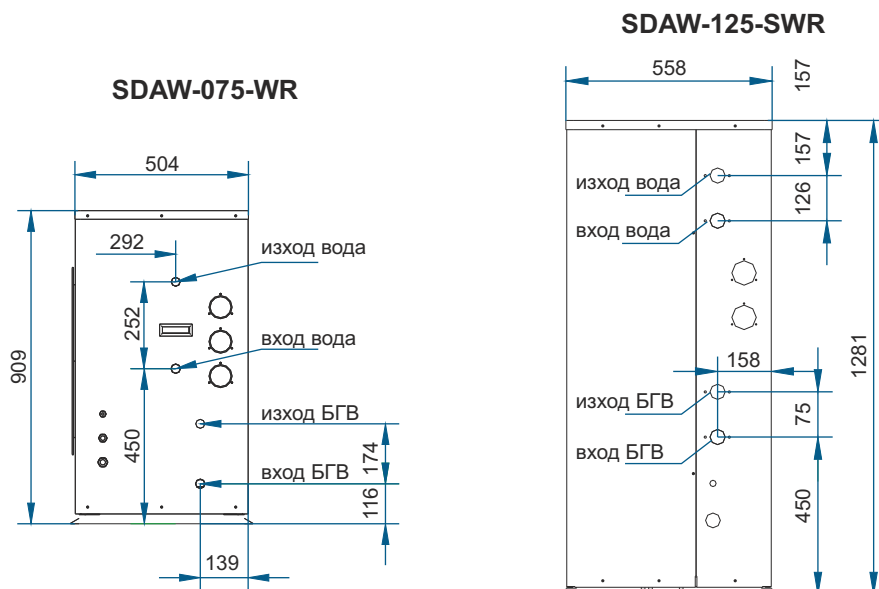 SDAW-075-WR
504
292
изход вода
252
вход вода
909
450
изход БГВ
174
вход БГВ
116
139
SDAW-125-SWR
558
157
157
изход вода
126
вход вода
158
1281
изход БГВ
75
вход БГВ
450